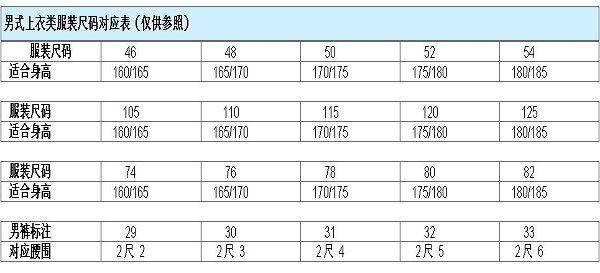 男式上衣类服装尺码对应表（仅供参照）
服装尺码 46 48 50 52 54
适合身高 160/165 165/170 170/175 175/180 180/185
服装尺码 105 110 115 120 125
适合身高 160/165 165/170 170/175 175/180 180/185
服装尺码 74 76 78 80 82
适合身高 160/165 165/170 170/175 175/180 180/185
男裤标注 29 30 31 32 33
对应腰围 2尺 2 2尺 3 2尺 4 2尺 5 2尺 6